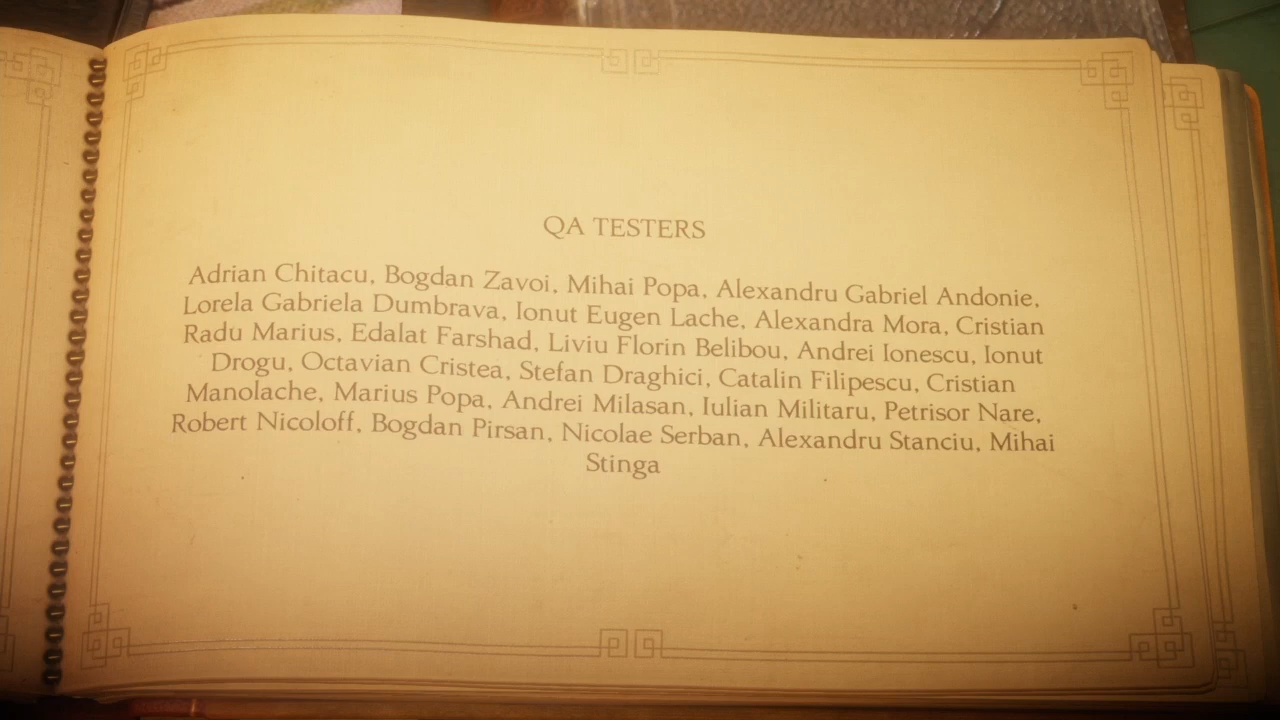 QA TESTERS
Adrian Chitacu, Bogdan Zavoi, Mihai Popa, Alexandru Gabriel Andonie,
Lorela Gabriela Dumbrava, Ionut Eugen Lache, Alexandra Mora, Cristian
Radu Marius, Edalat Farshad, Liviu Florin Belibou, Andrei Ionescu, Ionut
Drogu, Octavian Cristea, Stefan Draghici, Catalin Filipescu, Cristian
Manolache, Marius Popa, Andrei Milasan, Iulian Militaru, Petrisor Nare,
Robert Nicoloff, Bogdan Pirsan, Nicolae Serban, Alexandru Stanciu, Mihai
Stinga